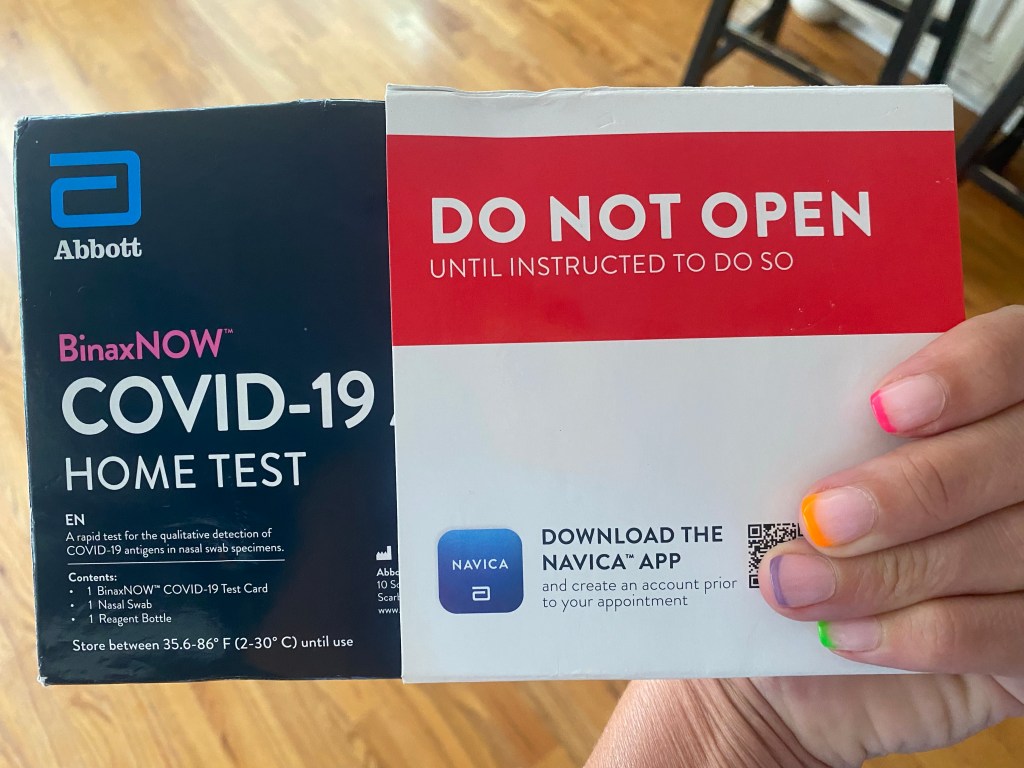 Abbott
BinaxNOW™
COVID-19
HOME TEST
EN
A rapid test for the qualitative detection of
COVID-19 antigens in nasal swab specimens.
Contents:
• 1 BinaxNOW™ COVID-19 Test Card
• 1 Nasal Swab
• 1 Reagent Bottle
Store between 35.6-86° F (2-30° C) until use
10
www.
DO NOT OPEN
UNTIL INSTRUCTED TO DO SO
NAVICA
DOWNLOAD THE
NAVICA™ APP
and create an account prior
to your appointment